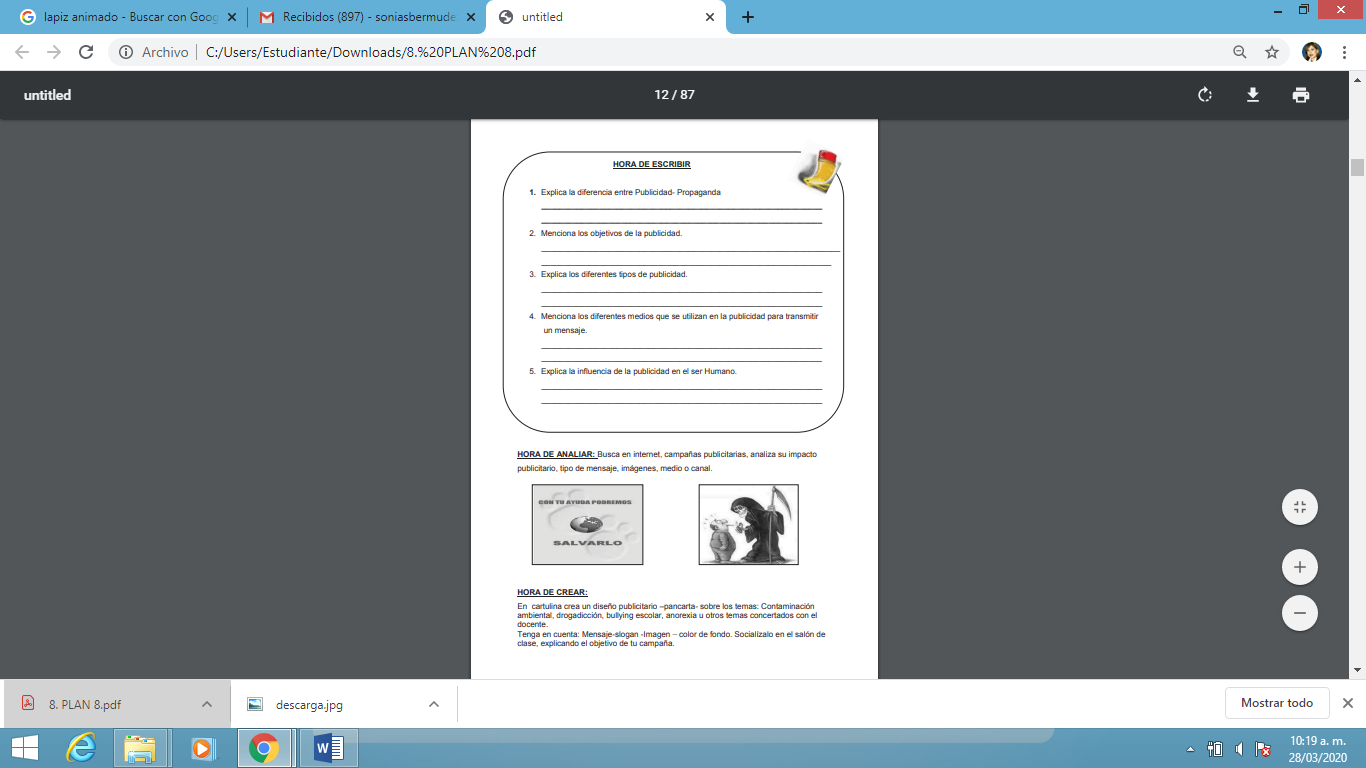 lapiz animado - Buscar con Goog
Recibidos (897) - soniasbermude
untitled
Archivo
C:/Users/Estudiante/Downloads/8.%20PLAN%208.pdf
untitled
12 / 87
HORA DE ESCRIBIR
1. Explica la diferencia entre Publicidad- Propaganda
2. Menciona los objetivos de la publicidad.
3. Explica los diferentes tipos de publicidad.
4. Menciona los diferentes medios que se utilizan en la publicidad para transmitir
un mensaje.
5. Explica la influencia de la publicidad en el ser Humano.
HORA DE ANALIAR: Busca en internet, campañas publicitarias, analiza su impacto
publicitario, tipo de mensaje, imágenes, medio o canal.
CON TU AYUDA PODREMOS
SALVARLO
HORA DE CREAR:
En cartulina crea un diseño publicitario –pancarta- sobre los temas: Contaminación
ambiental, drogadicción, bullying escolar, anorexia u otros temas concertados con el
docente.
Tenga en cuenta: Mensaje-slogan -Imagen – color de fondo. Socialízalo en el salón de
clase, explicando el objetivo de tu campaña.
8. PLAN 8.pdf
descarga.jpg
Mostrar todo
10:19 a. m.
28/03/2020